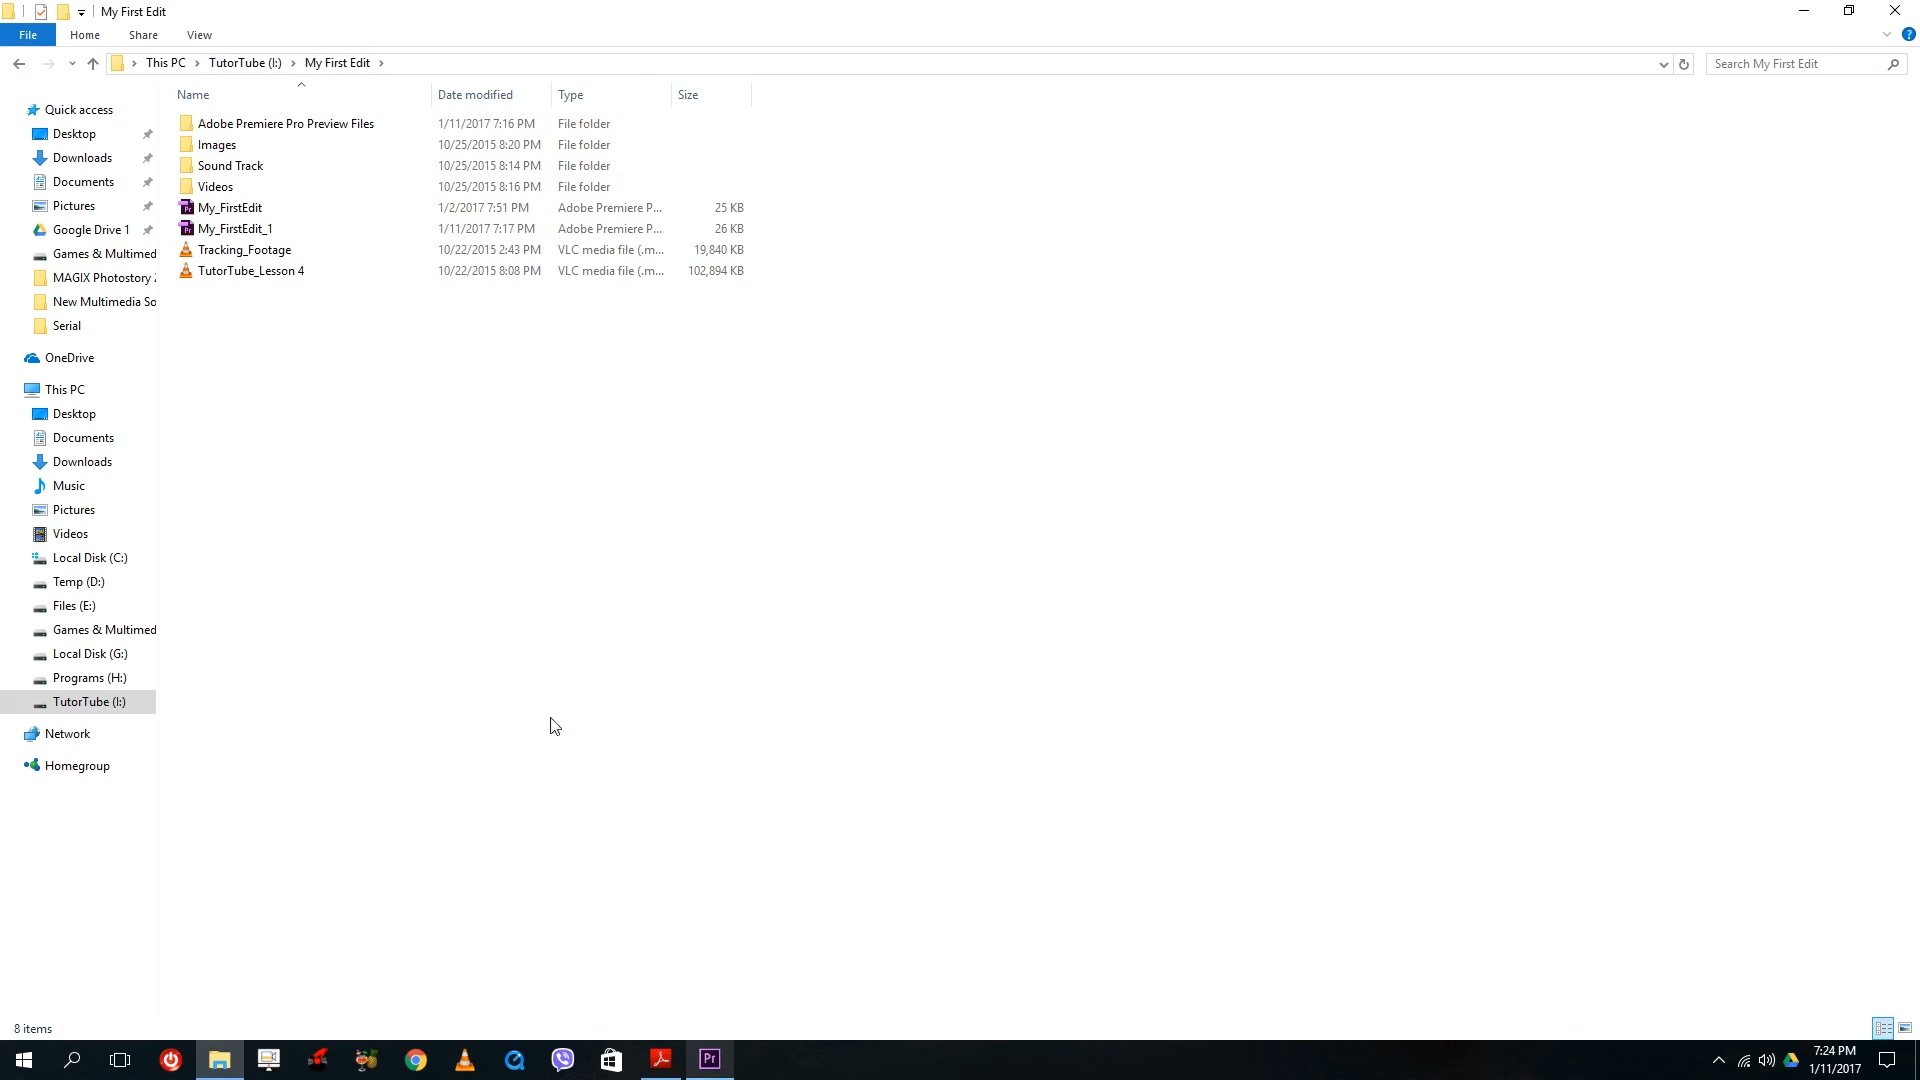 My First Edit
File Home Share View
This PC TutorTube (I:) My First Edit
Search My First Edit
Name Date modified Type Size
Adobe Premiere Pro Preview Files 1/11/2017 7:16 PM File folder
Images 10/25/2015 8:20 PM File folder
Sound Track 10/25/2015 8:14 PM File folder
Videos 10/25/2015 8:16 PM File folder
My_FirstEdit 1/2/2017 7:51 PM Adobe Premiere P... 25 KB
My_FirstEdit_1 1/11/2017 7:17 PM Adobe Premiere P... 26 KB
Tracking_Footage 10/22/2015 2:43 PM VLC media file (.m... 19,840 KB
TutorTube_Lesson 4 10/22/2015 8:08 PM VLC media file (.m... 102,894 KB
Quick access
Desktop
Downloads
Documents
Pictures
Google Drive 1
Games & Multimed
MAGIX Photostory 2
New Multimedia So
Serial
OneDrive
This PC
Desktop
Documents
Downloads
Music
Pictures
Videos
Local Disk (C:)
Temp (D:)
Files (E:)
Games & Multimed
Local Disk (G:)
Programs (H:)
TutorTube (I:)
Network
Homegroup
8 items
Pr
7:24 PM
1/11/2017